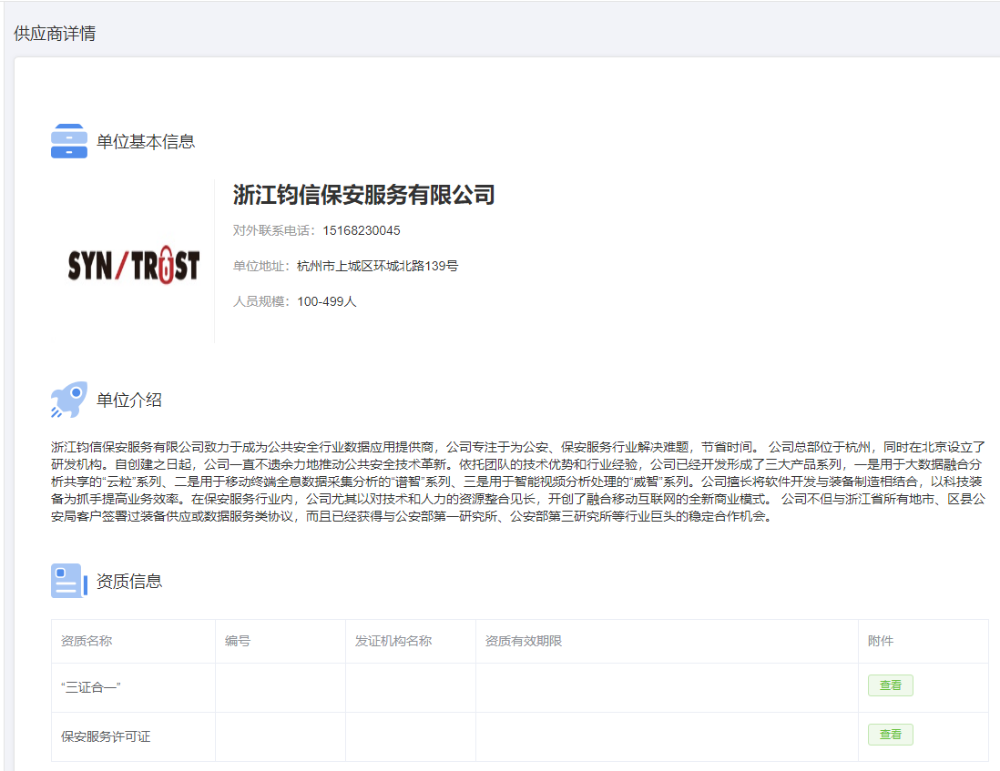 供应商详情
单位基本信息
浙江钧信保安服务有限公司
对外联系电话：15168230045
SYN/TRUST
单位地址：杭州市上城区环城北路139号
人员规模：100-499人
单位介绍
浙江钧信保安服务有限公司致力于成为公共安全行业数据应用提供商，公司专注于为公安、保安服务行业解决难题，节省时间。 公司总部位于杭州，同时在北京设立了
研发机构。自创建之日起，公司一直不遗余力地推动公共安全技术革新。依托团队的技术优势和行业经验，公司已经开发形成了三大产品系列，一是用于大数据融合分
析共享的“云粒”系列、二是用于移动终端全息数据采集分析的“谱智”系列、三是用于智能视频分析处理的“威智”系列。公司擅长将软件开发与装备制造相结合，以科技装
备为抓手提高业务效率。在保安服务行业内，公司尤其以对技术和人力的资源整合见长，开创了融合移动互联网的全新商业模式。 公司不但与浙江省所有地市、区县公
安局客户签署过装备供应或数据服务类协议，而且已经获得与公安部第一研究所、公安部第三研究所等行业巨头的稳定合作机会。
资质信息
资质名称 编号 发证机构名称 资质有效期限 附件
“三证合一” 查看
保安服务许可证 查看